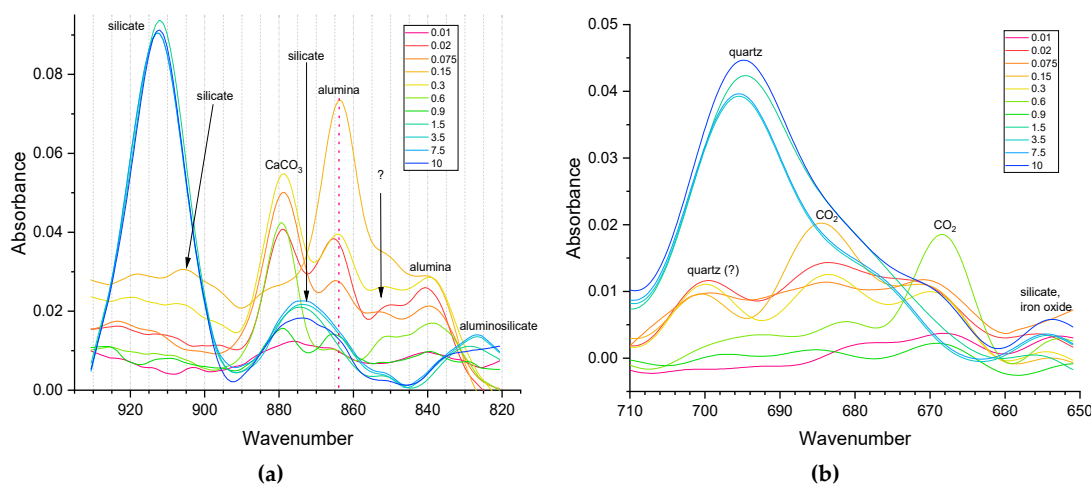 silicate
silicate
silicate
alumina
CaCO3
?
alumina
aluminosilicate
0.01
0.02
0.075
0.15
0.3
0.6
0.9
1.5
3.5
7.5
10
0.08
0.06
0.04
0.02
0.00
Absorbance
920 900 880 860 840 820
Wavenumber
(a)
quartz
CO2
CO2
quartz (?)
silicate,
iron oxide
0.01
0.02
0.075
0.15
0.3
0.6
0.9
1.5
3.5
7.5
10
0.05
0.04
0.03
0.02
0.01
0.00
Absorbance
710 700 690 680 670 660 650
Wavenumber
(b)